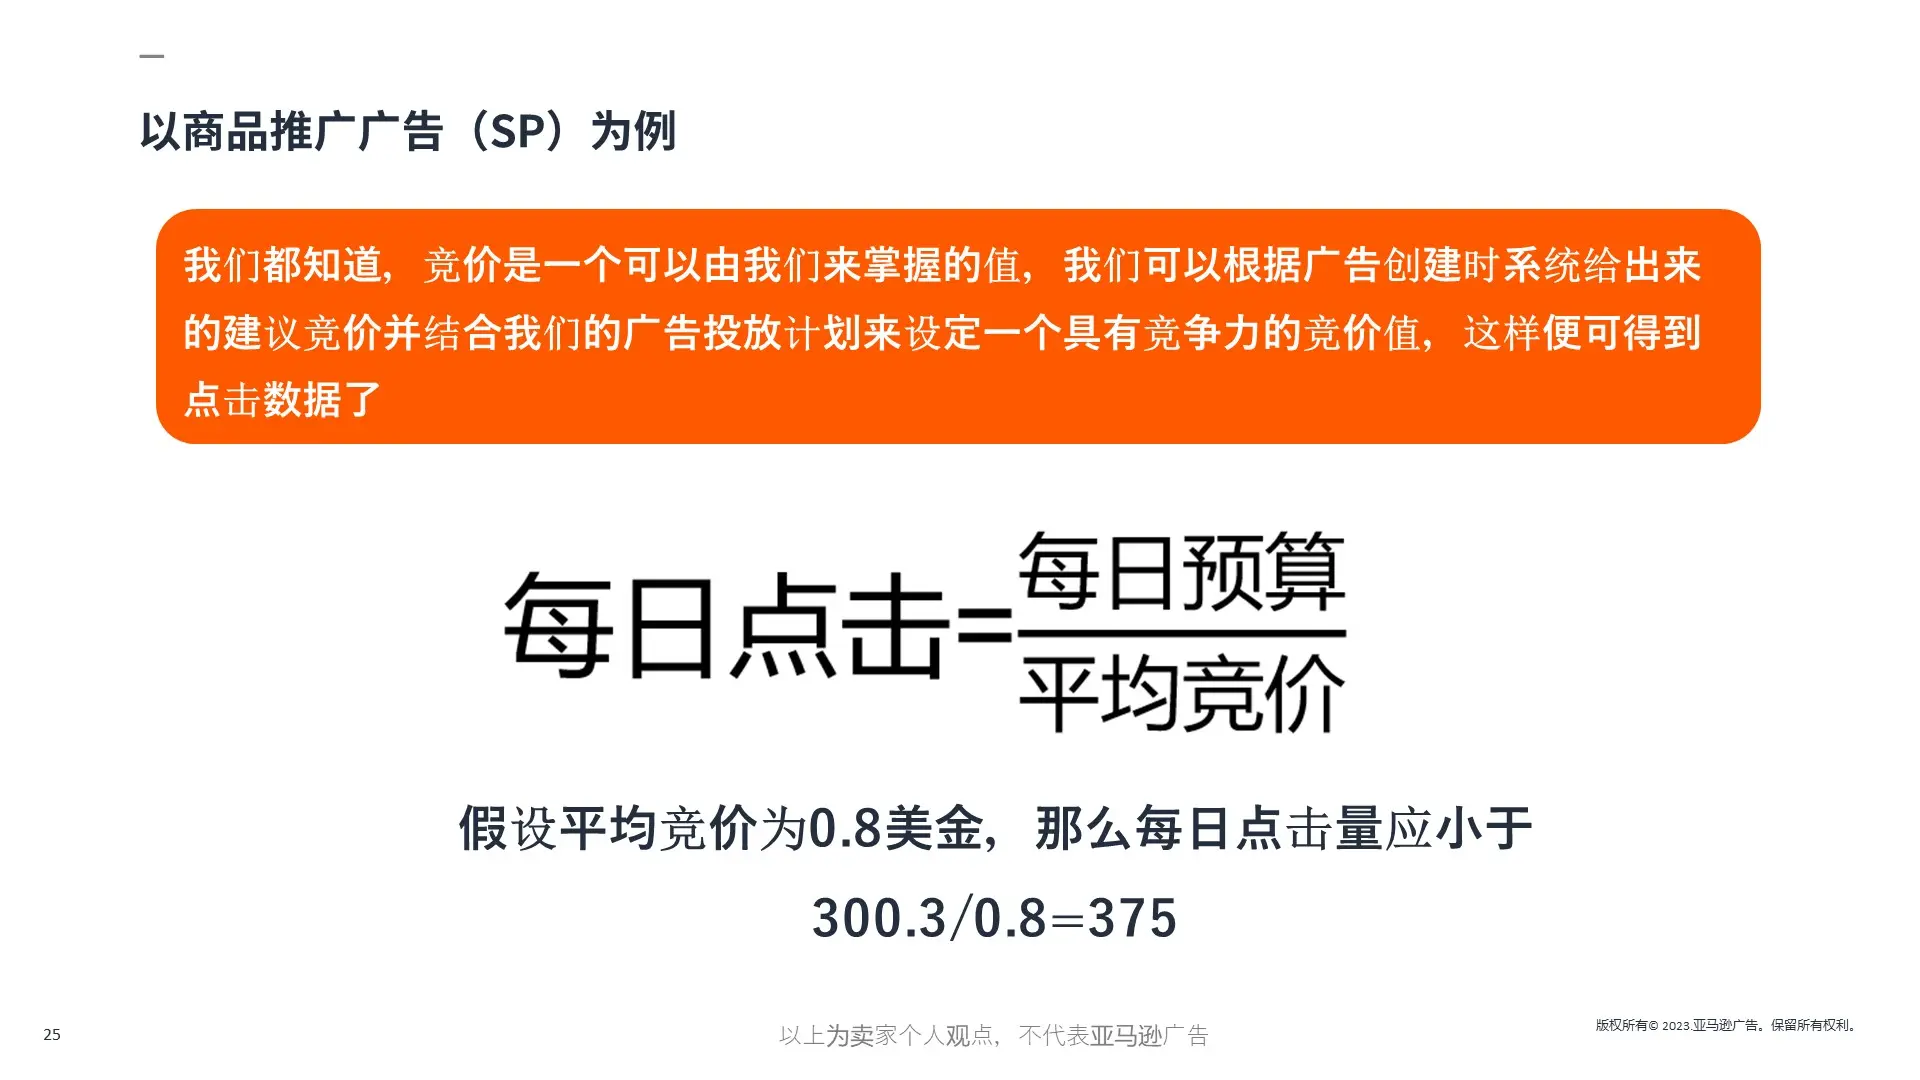 以商品推广广告（SP）为例
我们都知道，竞价是一个可以由我们来掌握的值，我们可以根据广告创建时系统给出来
的建议竞价并结合我们的广告投放计划来设定一个具有竞争力的竞价值，这样便可得到
点击数据了
每日点击=每日预算
平均竞价
假设平均竞价为0.8美金，那么每日点击量应小于
300.3/0.8=375
25
以上为卖家个人观点，不代表亚马逊广告
版权所有© 2023.亚马逊广告。保留所有权利。